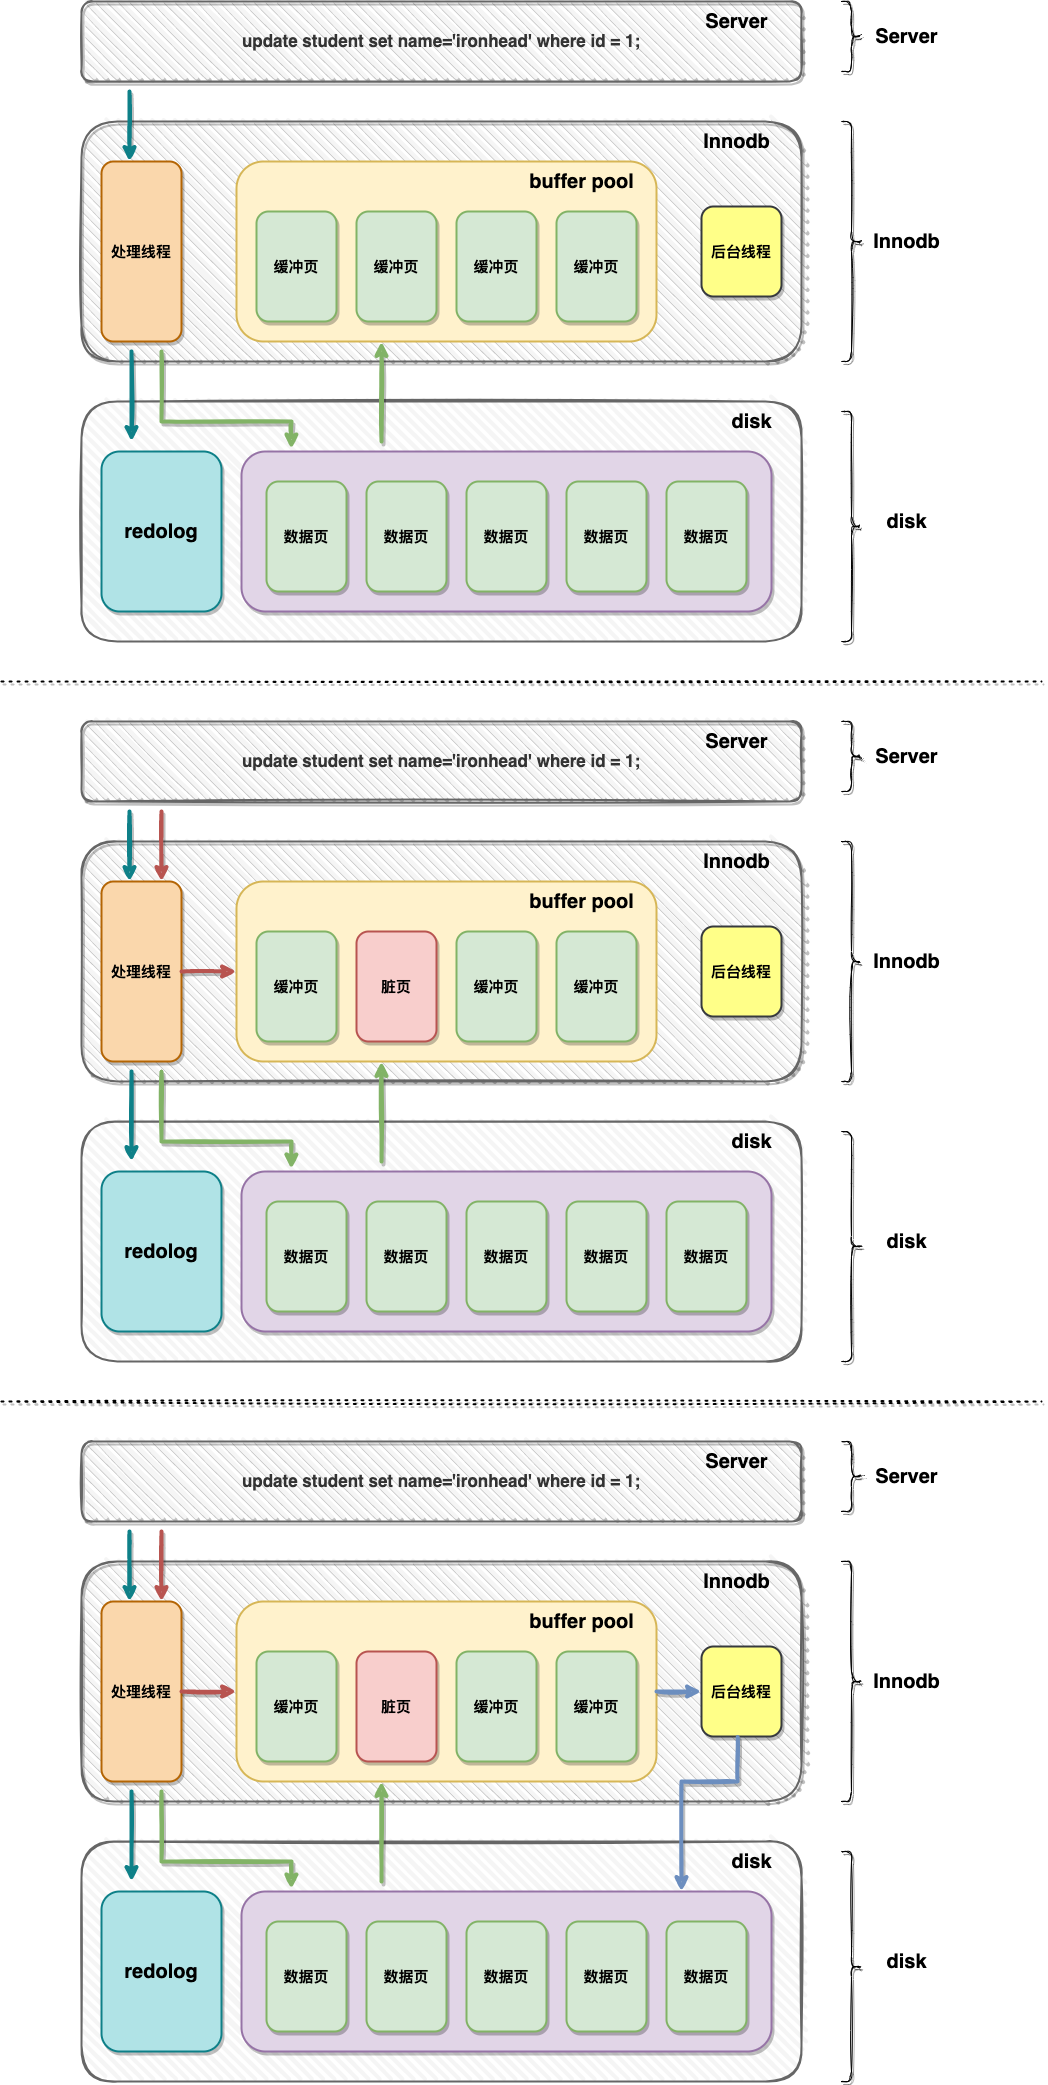 Server
update student set name='ironhead' where id = 1;
Server
Innodb
buffer pool
处理线程
缓冲页
缓冲页
缓冲页
缓冲页
后台线程
Innodb
disk
redolog
数据页
数据页
数据页
数据页
数据页
disk
Server
update student set name='ironhead' where id = 1;
Server
Innodb
buffer pool
处理线程
缓冲页
脏页
缓冲页
缓冲页
后台线程
Innodb
disk
redolog
数据页
数据页
数据页
数据页
数据页
disk
Server
update student set name='ironhead' where id = 1;
Server
Innodb
buffer pool
处理线程
缓冲页
脏页
缓冲页
缓冲页
后台线程
Innodb
disk
redolog
数据页
数据页
数据页
数据页
数据页
disk